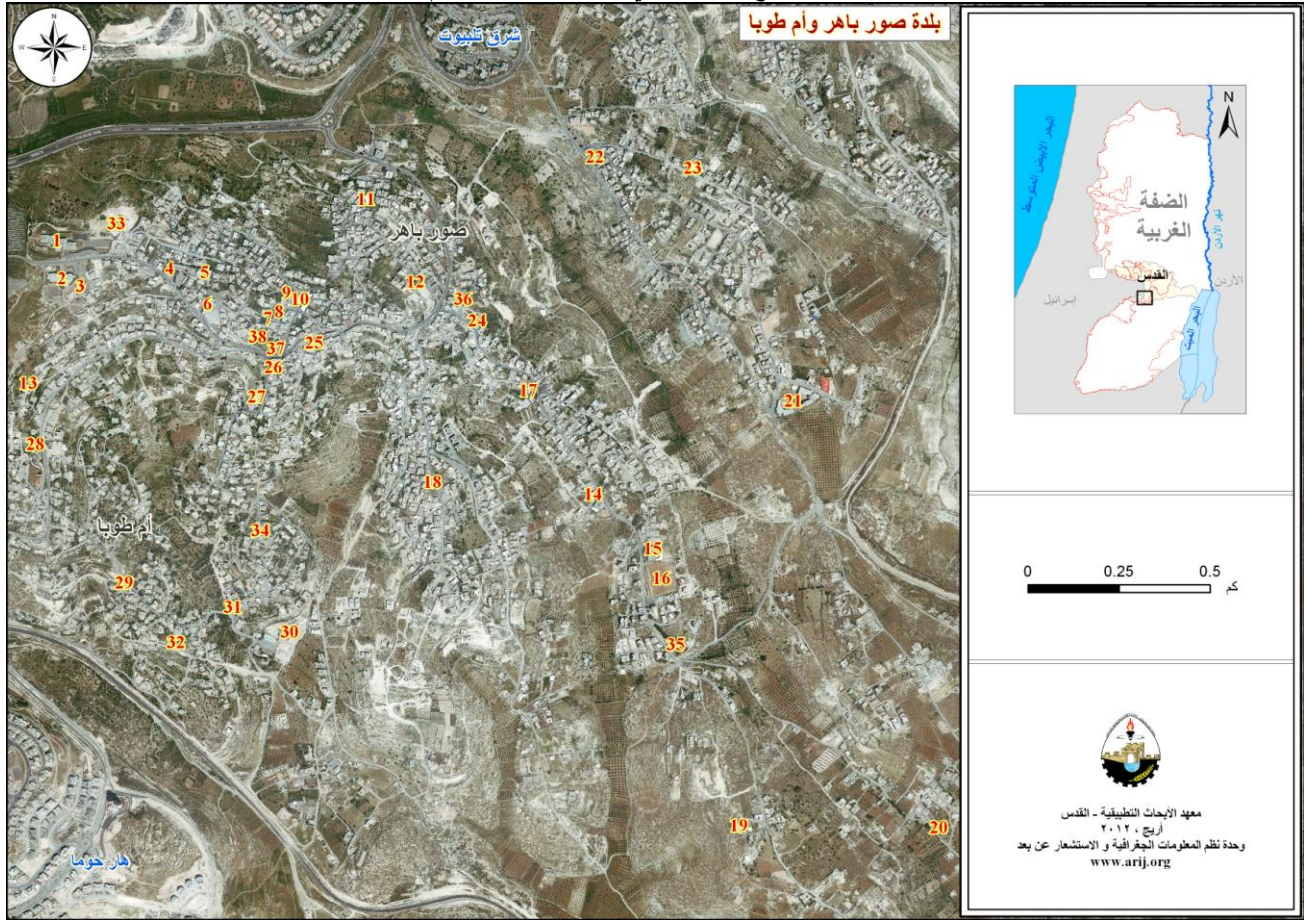 بلدة صور باهر وأم طوبا
N
W
E
S
شرق تلبيوت
22
23
11
صور باهر
33
1
4
5
2
3
12
6
9
10
36
8
7
24
38
37
25
26
13
17
21
27
28
18
14
34
أم طوبا
15
16
29
31
30
32
35
19
20
هار حوما
N
البحر الابيض المتوسط
نهر الأردن
الضفة
الغربية
القدس
الأردن
إسرائيل
البحر الميت
0 0.25 0.5
كم
معهد الأبحاث التطبيقية - القدس
أريج ، ٢٠١٢
وحدة نظم المعلومات الجغرافية و الاستشعار عن بعد
www.arij.org